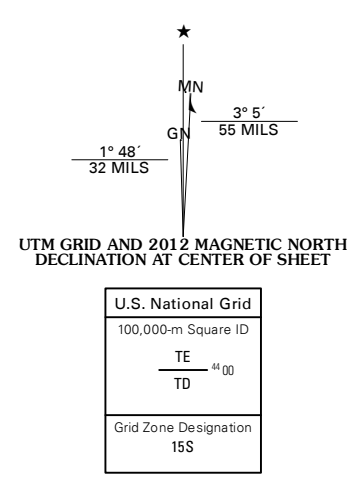 ★
MN
3° 5´
55 MILS
GN
1° 48´
32 MILS
UTM GRID AND 2012 MAGNETIC NORTH
DECLINATION AT CENTER OF SHEET
U.S. National Grid
100,000-m Square ID
TE
44 00
TD
Grid Zone Designation
15S